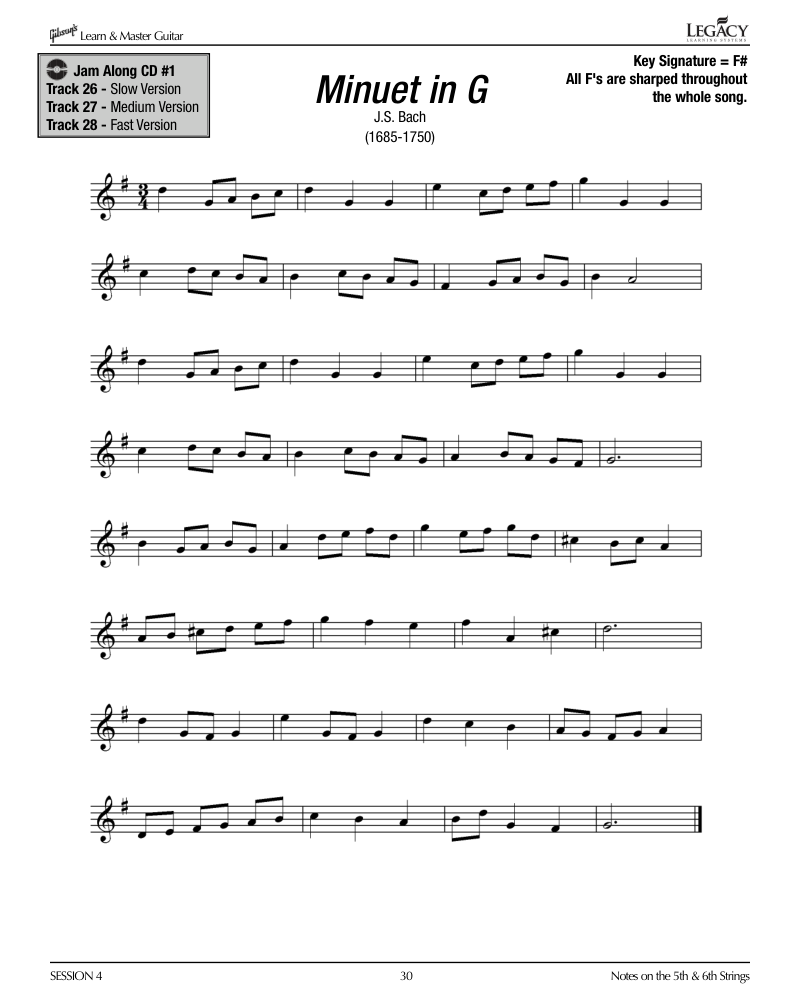 Gibson's Learn & Master Guitar
LEGACY
LEARNING SYSTEMS
Jam Along CD #1
Track 26 - Slow Version
Track 27 - Medium Version
Track 28 - Fast Version
Minuet in G
J.S. Bach
(1685-1750)
Key Signature = F#
All F's are sharped throughout
the whole song.
3
4
SESSION 4
30
Notes on the 5th & 6th Strings